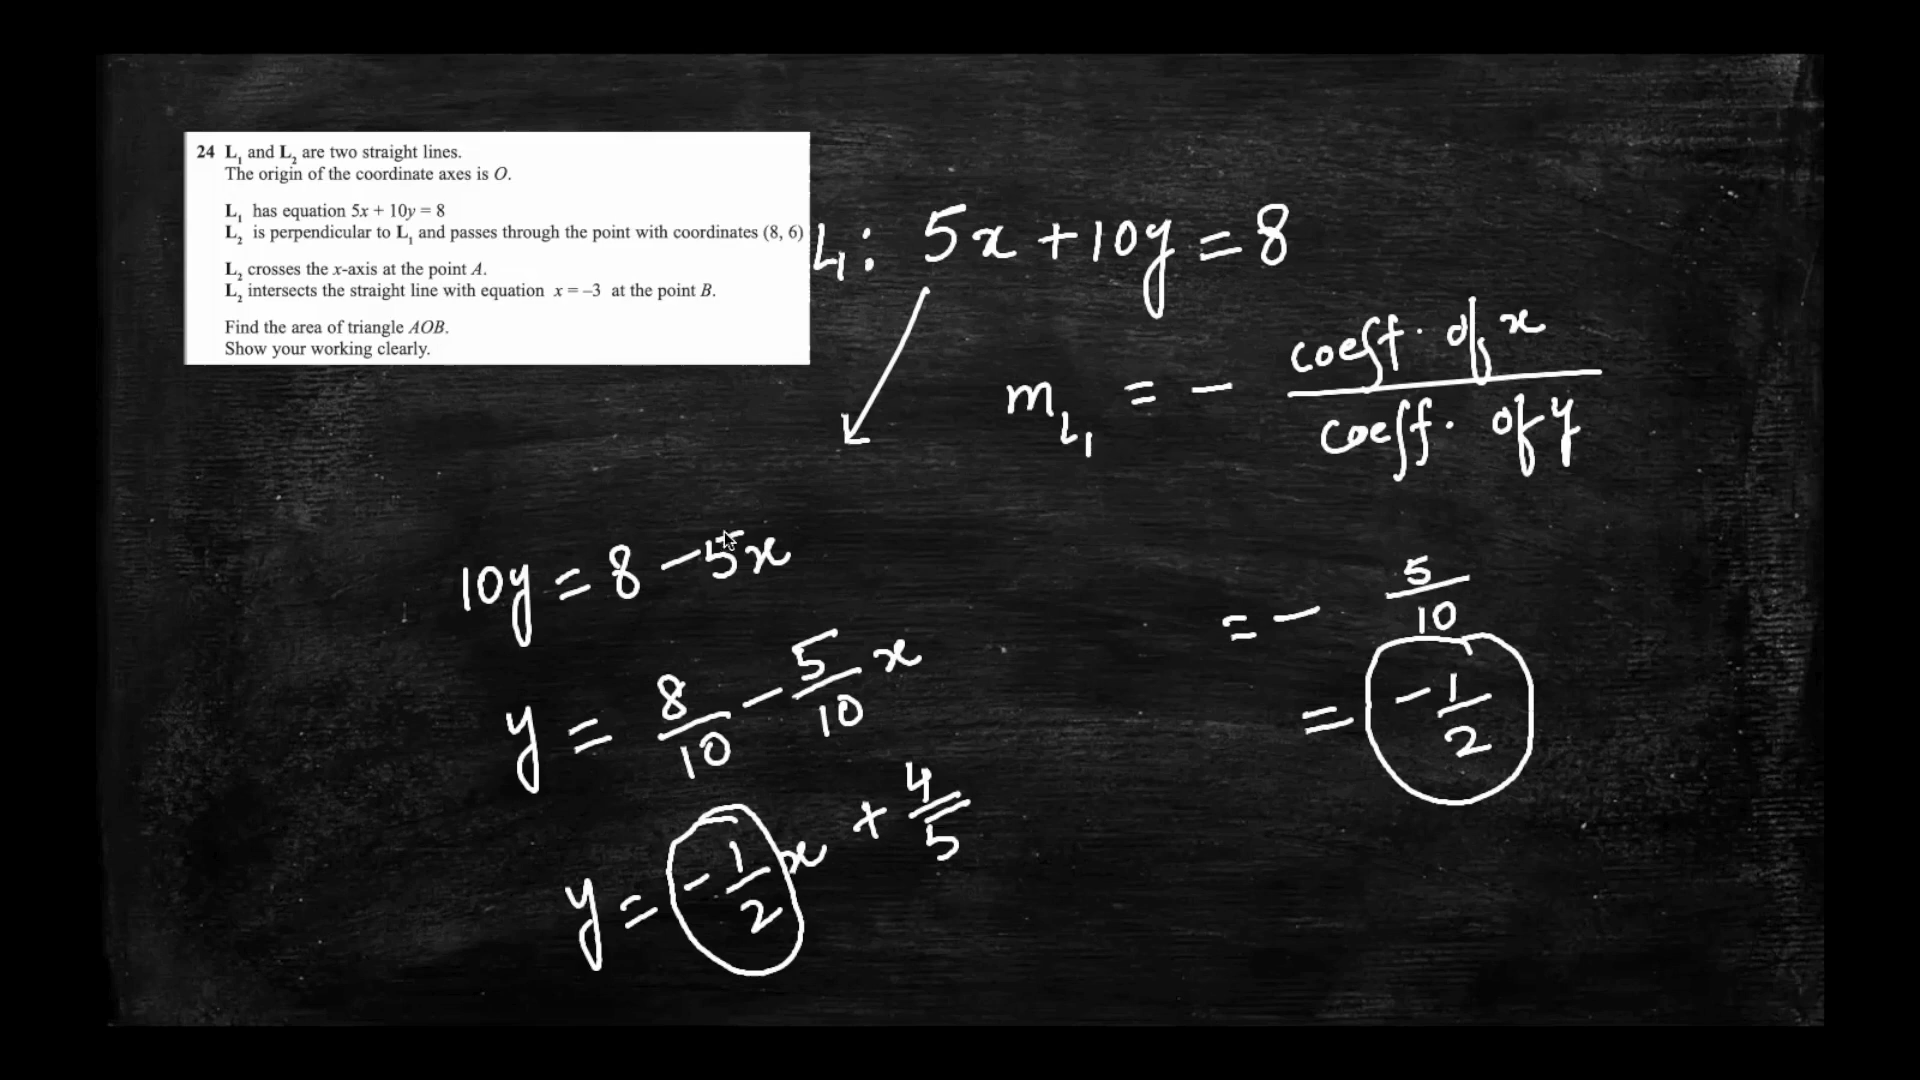 24 L₁ and L₂ are two straight lines.
The origin of the coordinate axes is O.
L₁ has equation 5x + 10y = 8
L₂ is perpendicular to L₁ and passes through the point with coordinates (8, 6)
L₂ crosses the x-axis at the point A.
L₂ intersects the straight line with equation x = –3 at the point B.
Find the area of triangle AOB.
Show your working clearly.
L₁: 5x + 10y = 8
m_L₁ = - coeff. of x / coeff. of y
10y = 8 - 5x
y = 8/10 - 5/10 x
y = -1/2 x + 4/5
= - 5/10
= -1/2